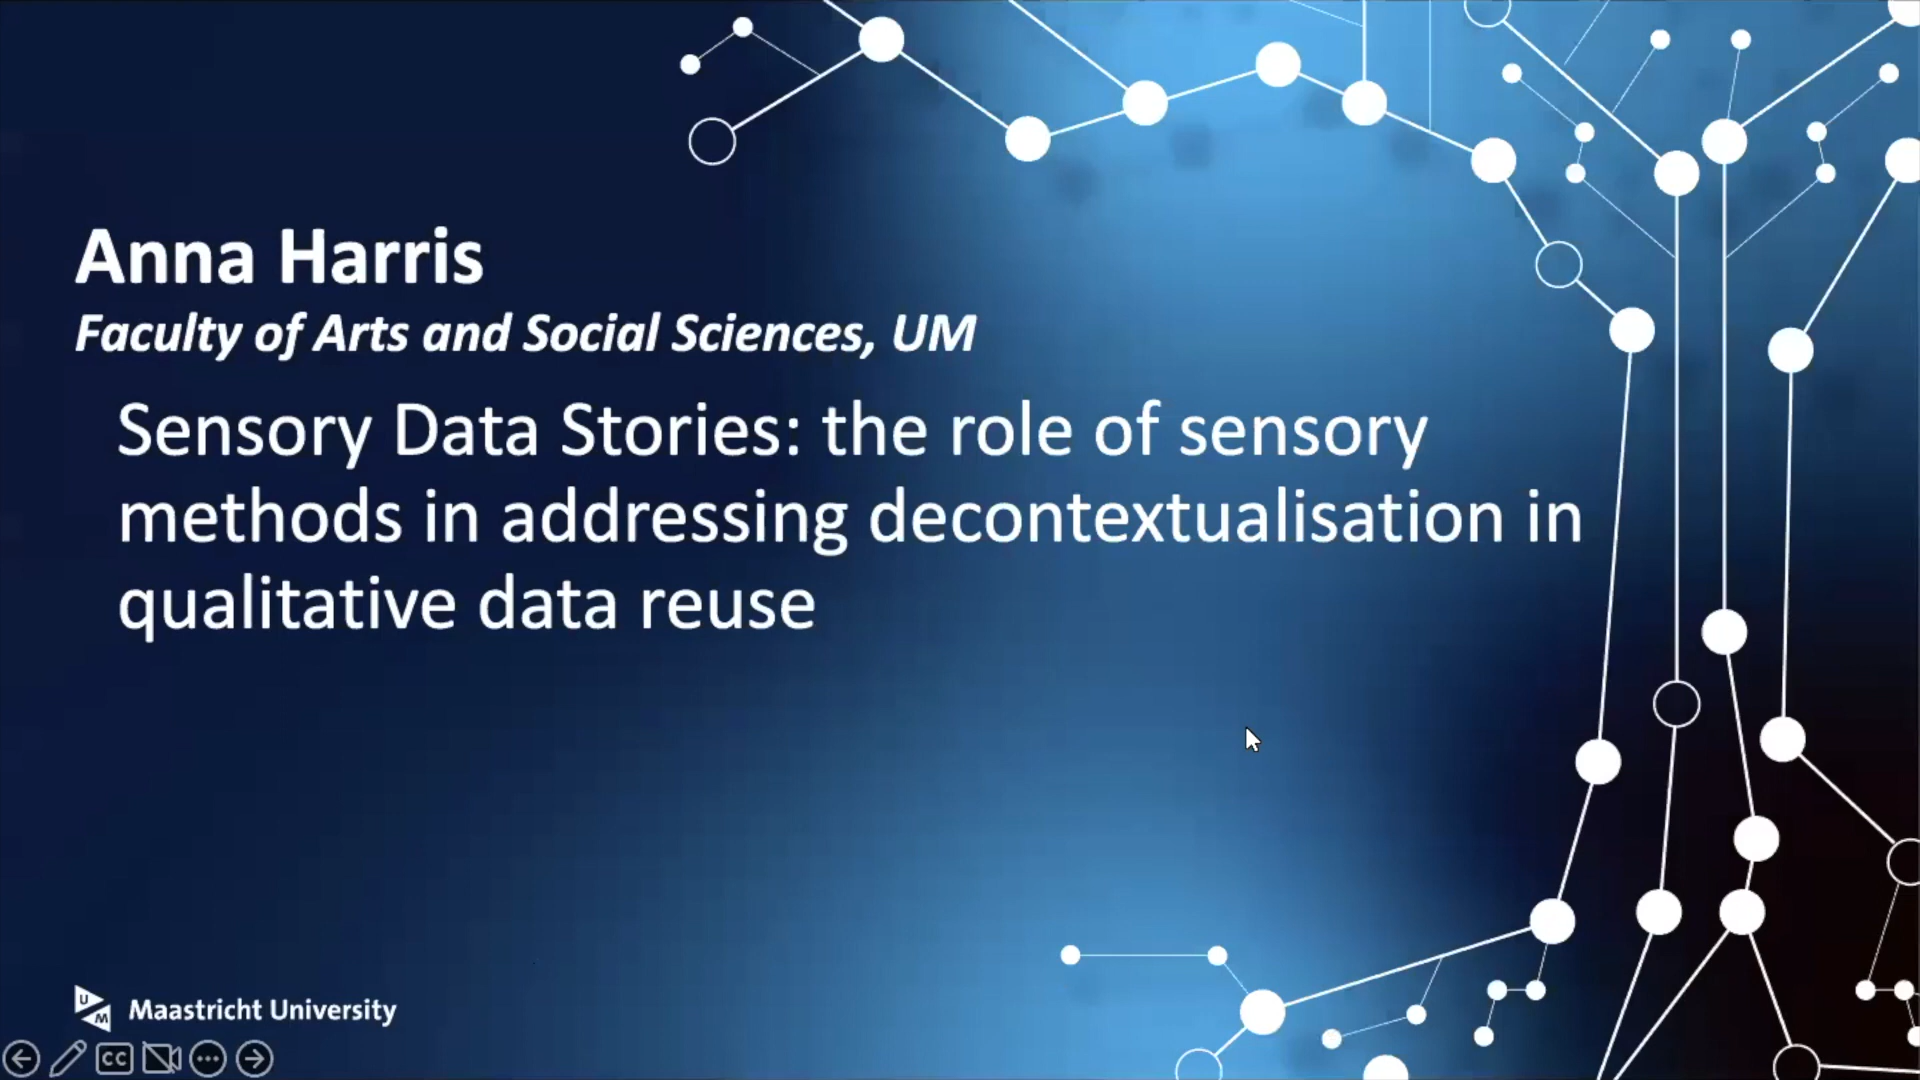 Anna Harris
Faculty of Arts and Social Sciences, UM
Sensory Data Stories: the role of sensory
methods in addressing decontextualisation in
qualitative data reuse
U
M
Maastricht University
CC